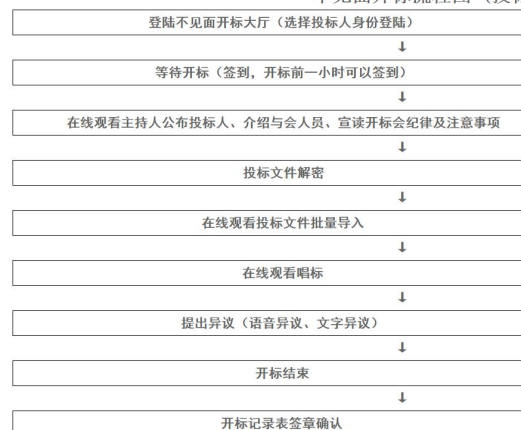 登陆不见面开标大厅（选择投标人身份登陆）
↓
等待开标（签到，开标前一小时可以签到）
↓
在线观看主持人公布投标人、介绍与会人员、宣读开标会纪律及注意事项
↓
投标文件解密
↓
在线观看投标文件批量导入
↓
在线观看唱标
↓
提出异议（语音异议、文字异议）
↓
开标结束
↓
开标记录表签章确认